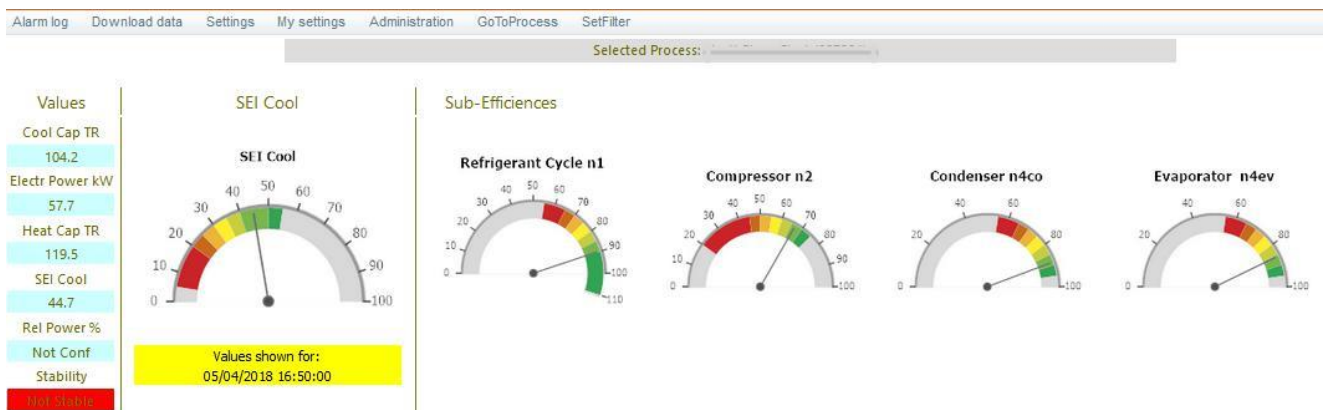 Alarm log Download data Settings My settings Administration GoToProcess SetFilter
Selected Process:
Values
Cool Cap TR
104.2
Electr Power kW
57.7
Heat Cap TR
119.5
SEI Cool
44.7
Rel Power %
Not Conf
Stability
Not Stable
SEI Cool
SEI Cool
0 10 20 30 40 50 60 70 80 90 100
Values shown for:
05/04/2018 16:50:00
Sub-Efficiences
Refrigerant Cycle n1
0 10 20 30 40 50 60 70 80 90 100 110
Compressor n2
0 20 30 40 50 60 70 80 90 100
Condenser n4co
0 20 40 60 80 100
Evaporator n4ev
0 20 40 60 80 100